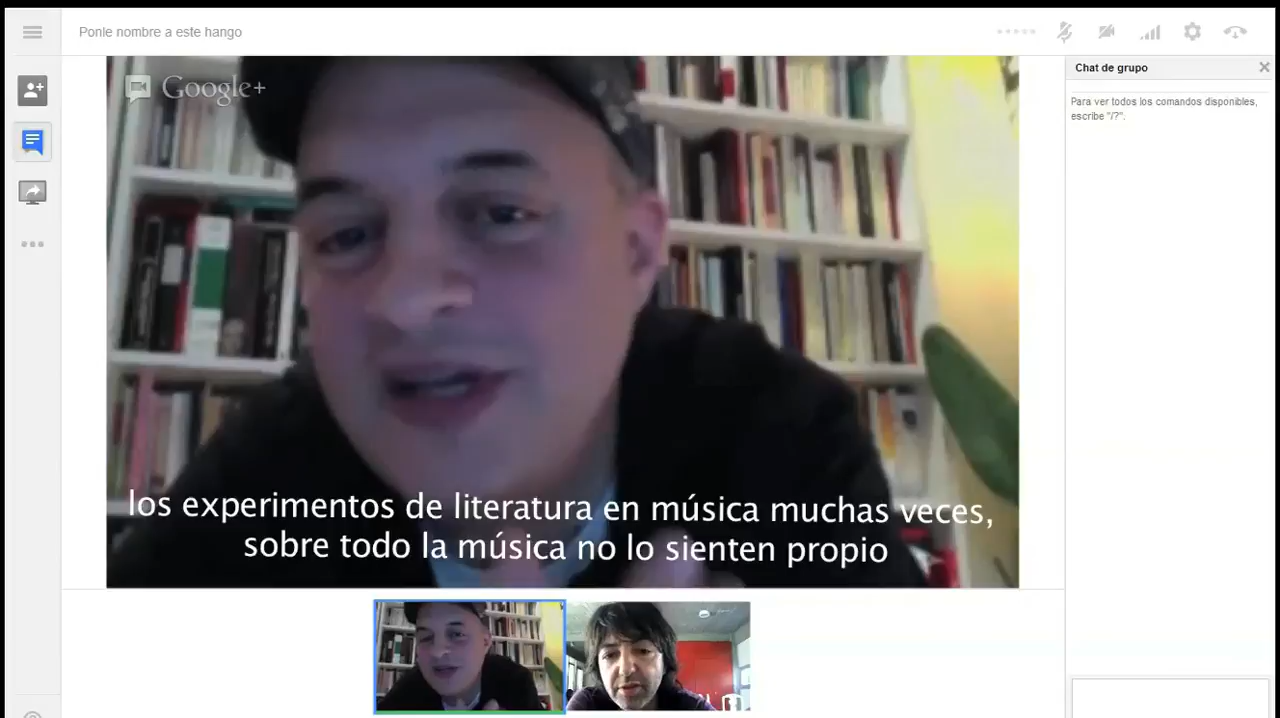 Ponle nombre a este hango
Chat de grupo
Para ver todos los comandos disponibles,
escribe "/?".
Google+
los experimentos de literatura en música muchas veces,
sobre todo la música no lo sienten propio